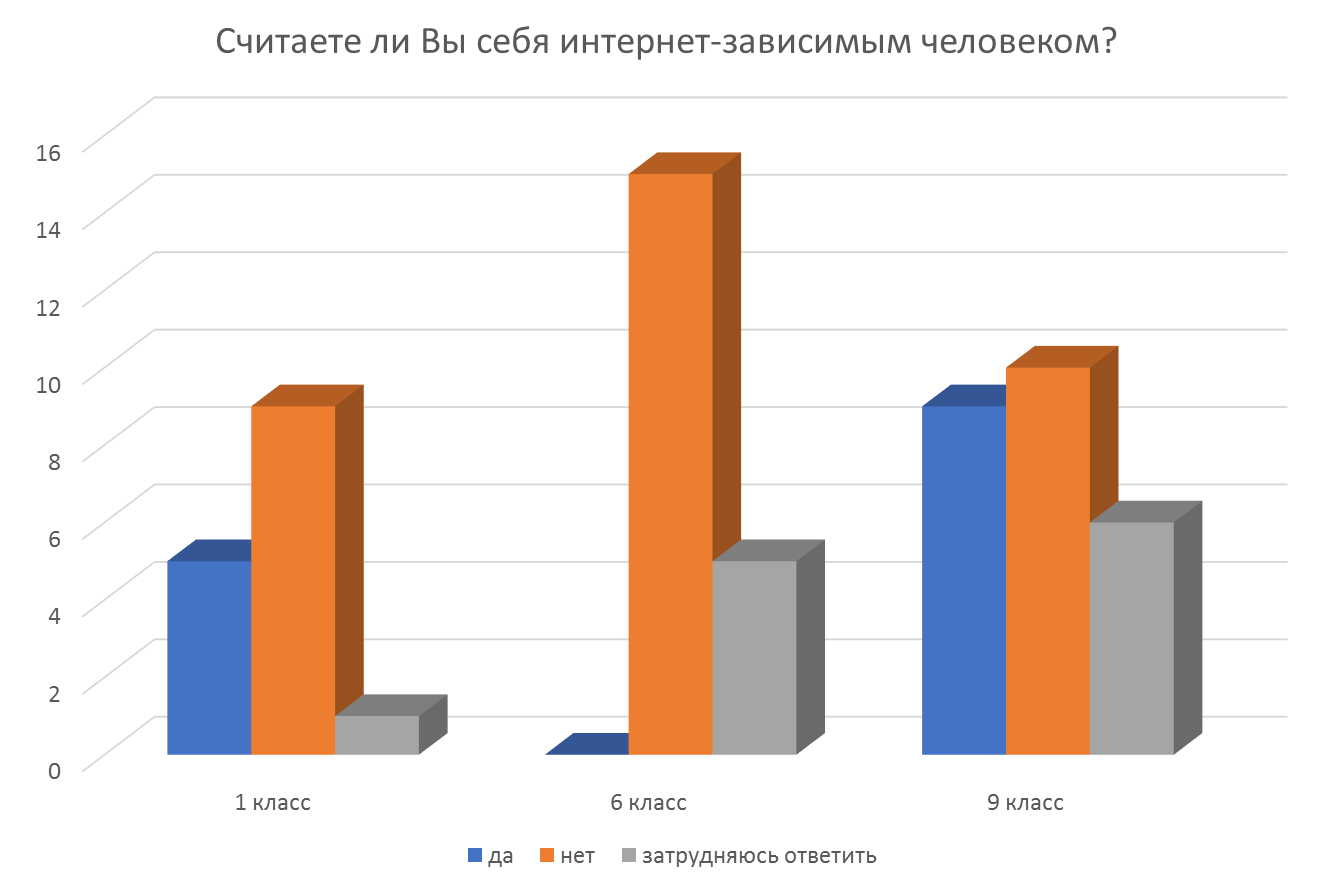 Считаете ли Вы себя интернет-зависимым человеком?
16
14
12
10
8
6
4
2
0
1 класс
6 класс
9 класс
да нет затрудняюсь ответить